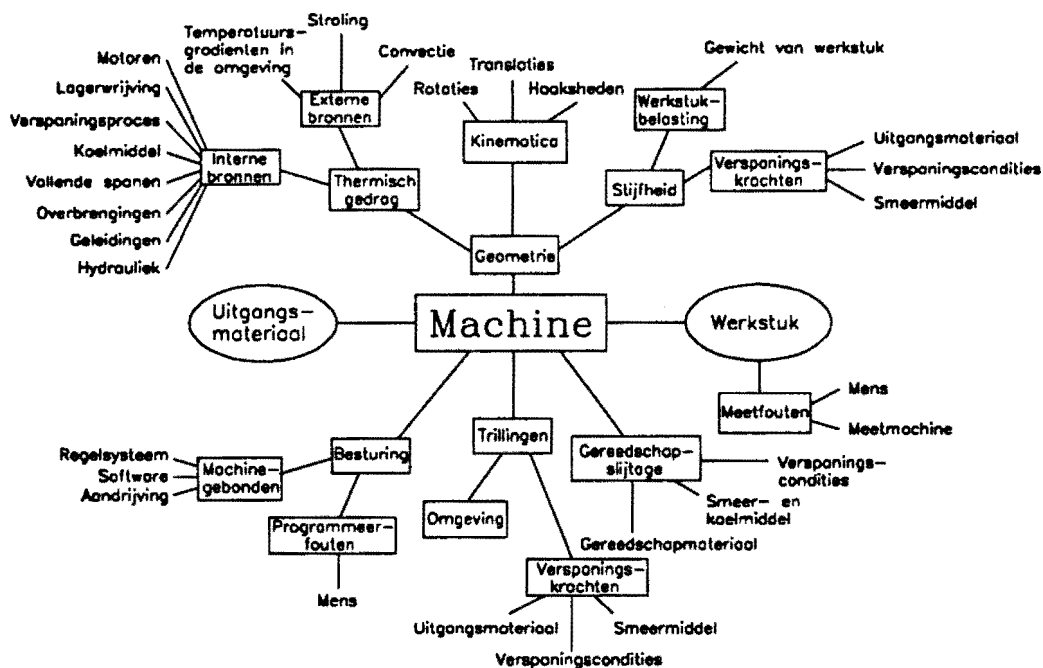 Straling
Temperatuurs-
gradienten in
de omgeving
Convectie
Motoren
Lagerwrijving
Verspaningsproces
Koelmiddel
Vallende spanen
Overbrengingen
Geleidingen
Hydrauliek
Externe
bronnen
Interne
bronnen
Thermisch
gedrag
Translaties
Rotaties
Haaksheden
Kinematica
Gewicht van werkstuk
Werkstuk-
belasting
Stijfheid
Verspanings-
krachten
Uitgangsmateriaal
Verspaningscondities
Smeermiddel
Geometrie
Uitgangs-
materiaal
Machine
Werkstuk
Meetfouten
Mens
Meetmachine
Besturing
Regelsysteem
Software
Aandrijving
Machine-
gebonden
Programmeer-
fouten
Mens
Trillingen
Omgeving
Verspanings-
krachten
Uitgangsmateriaal
Smeermiddel
Verspaningscondities
Gereedschap-
slijtage
Verspanings-
condities
Smeer- en
koelmiddel
Gereedschapmateriaal